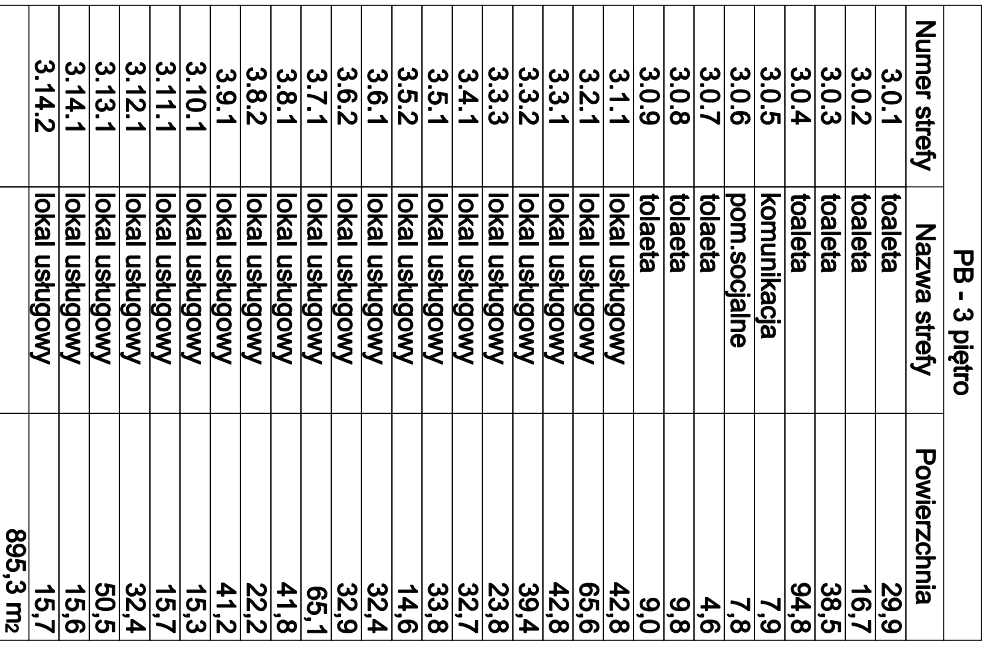 PB - 3 piętro
Numer strefy Nazwa strefy Powierzchnia
3.0.1 toaleta 29,9
3.0.2 toaleta 16,7
3.0.3 toaleta 38,5
3.0.4 toaleta 94,8
3.0.5 komunikacja 7,9
3.0.6 pom.socjalne 7,8
3.0.7 tolaeta 4,6
3.0.8 tolaeta 9,8
3.0.9 tolaeta 9,0
3.1.1 lokal usługowy 42,8
3.2.1 lokal usługowy 65,6
3.3.1 lokal usługowy 42,8
3.3.2 lokal usługowy 39,4
3.3.3 lokal usługowy 23,8
3.4.1 lokal usługowy 32,7
3.5.1 lokal usługowy 33,8
3.5.2 lokal usługowy 14,6
3.6.1 lokal usługowy 32,4
3.6.2 lokal usługowy 32,9
3.7.1 lokal usługowy 65,1
3.8.1 lokal usługowy 41,8
3.8.2 lokal usługowy 22,2
3.9.1 lokal usługowy 41,2
3.10.1 lokal usługowy 15,3
3.11.1 lokal usługowy 15,7
3.12.1 lokal usługowy 32,4
3.13.1 lokal usługowy 50,5
3.14.1 lokal usługowy 15,6
3.14.2 lokal usługowy 15,7
895,3 m2